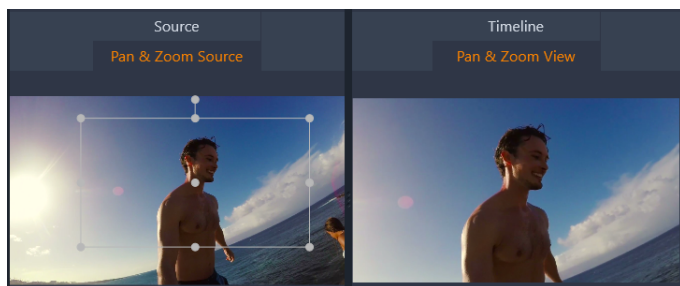 Source
Pan & Zoom Source
Timeline
Pan & Zoom View